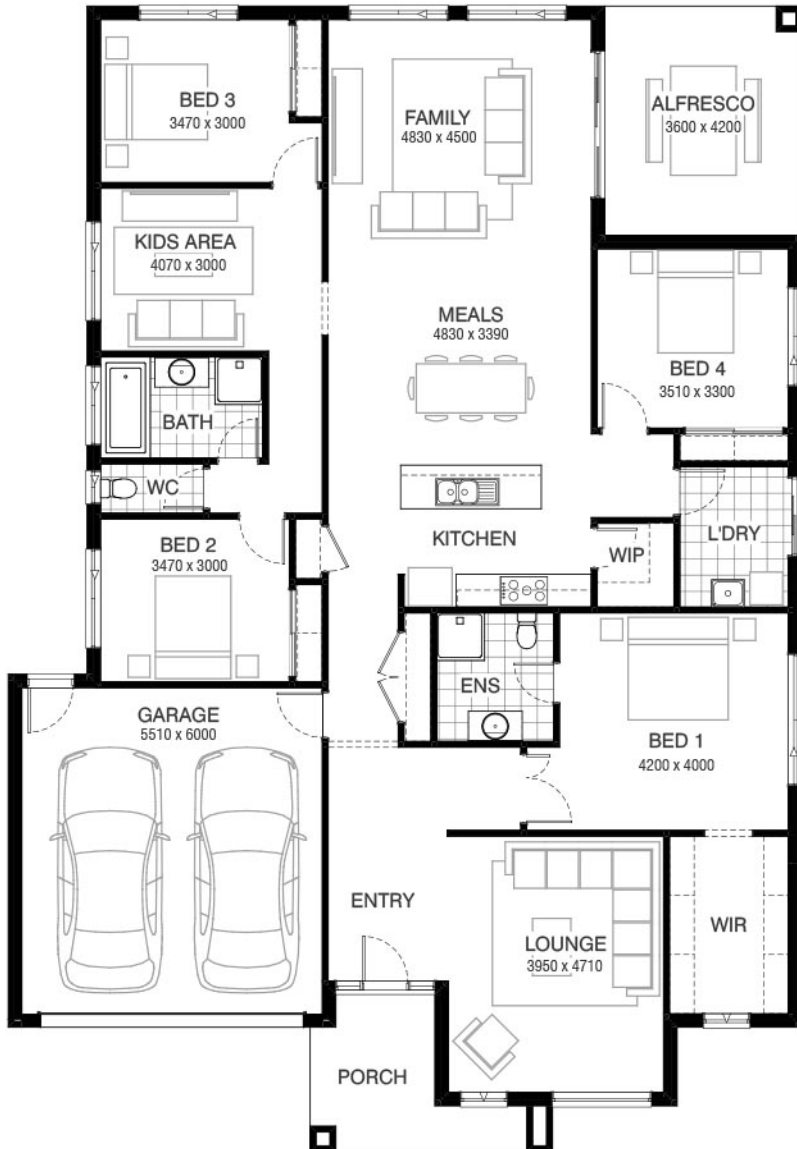 BED 3
3470 x 3000
FAMILY
4830 x 4500
ALFRESCO
3600 x 4200
KIDS AREA
4070 x 3000
MEALS
4830 x 3390
BED 4
3510 x 3300
BATH
WC
KITCHEN
WIP
L'DRY
BED 2
3470 x 3000
ENS
GARAGE
5510 x 6000
BED 1
4200 x 4000
ENTRY
LOUNGE
3950 x 4710
WIR
PORCH